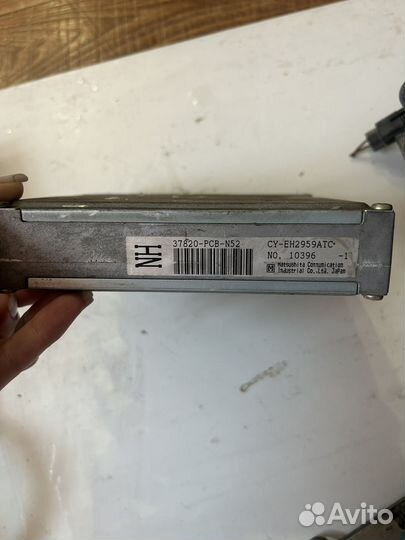 NH
37820-PCB-N52
CY-EH2959ATC
NO. 10396 -1
Matsushita Communication
Industrial Co.,Ltd. Japan
Avito